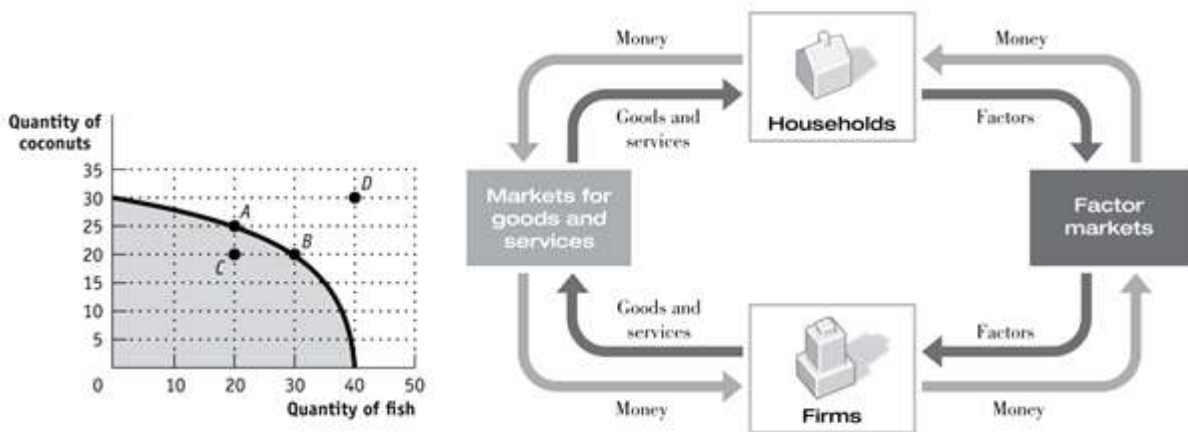 Quantity of
coconuts
35
30
25
20
15
10
5
0
10
20
30
40
50
Quantity of fish
A
B
C
D
Money
Money
Goods and
services
Households
Factors
Markets for
goods and
services
Factor
markets
Goods and
services
Factors
Money
Firms
Money